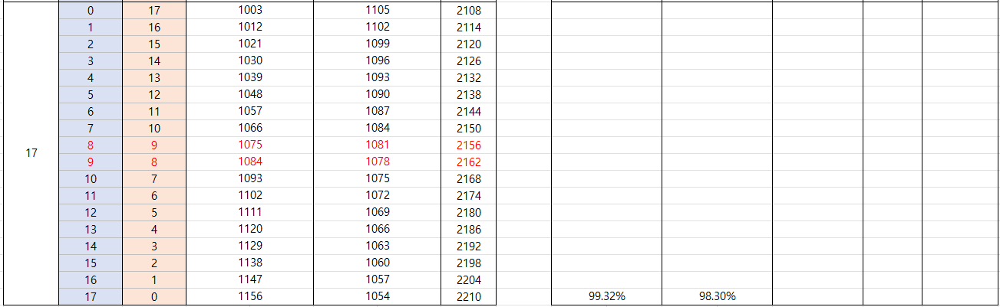 0 17 1003 1105 2108
1 16 1012 1102 2114
2 15 1021 1099 2120
3 14 1030 1096 2126
4 13 1039 1093 2132
5 12 1048 1090 2138
6 11 1057 1087 2144
7 10 1066 1084 2150
8 9 1075 1081 2156
17
9 8 1084 1078 2162
10 7 1093 1075 2168
11 6 1102 1072 2174
12 5 1111 1069 2180
13 4 1120 1066 2186
14 3 1129 1063 2192
15 2 1138 1060 2198
16 1 1147 1057 2204
17 0 1156 1054 2210 99.32% 98.30%